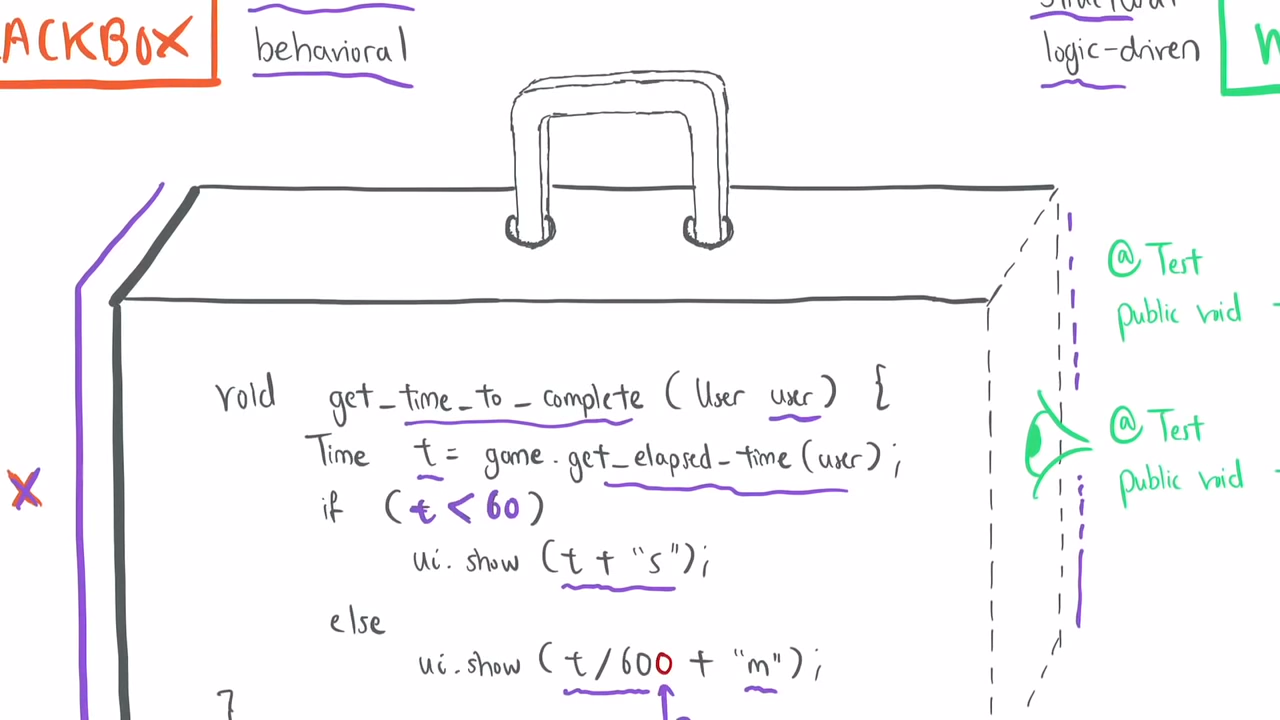 ACKBOX
behavioral
structural
logic-driven
void get_time_to_complete (User user) {
Time t = game.get_elapsed_time(user);
if (t < 60)
ui.show (t + "s");
else
ui.show (t/600 + "m");
}
@Test
public void
@Test
public void
X